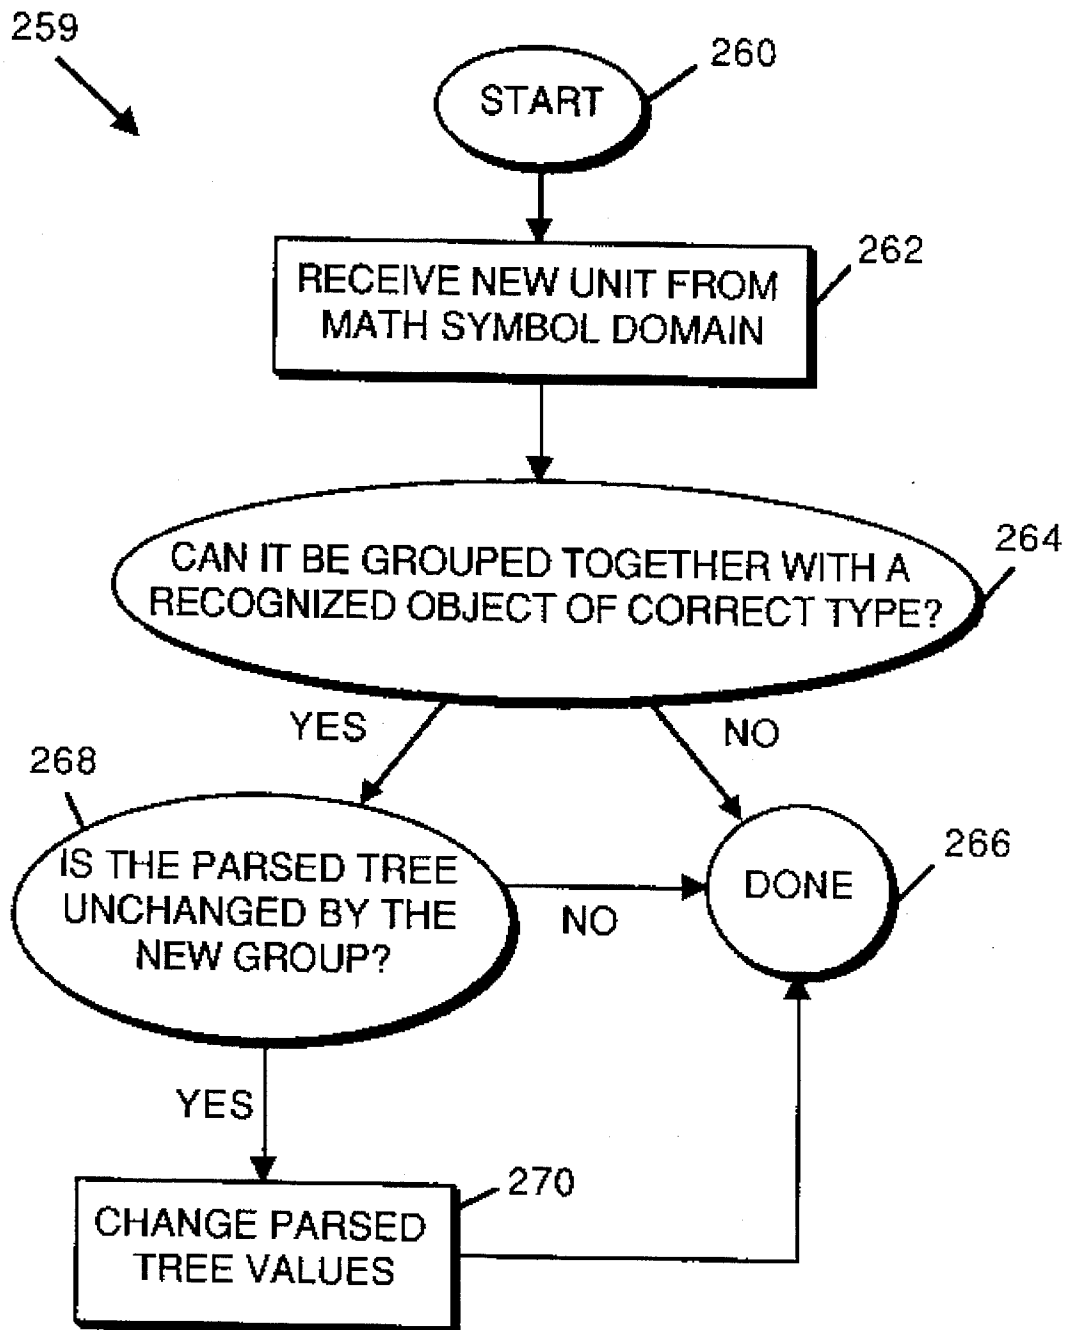 259
260
START
262
RECEIVE NEW UNIT FROM
MATH SYMBOL DOMAIN
264
CAN IT BE GROUPED TOGETHER WITH A
RECOGNIZED OBJECT OF CORRECT TYPE?
YES
NO
268
IS THE PARSED TREE
UNCHANGED BY THE
NEW GROUP?
NO
266
DONE
YES
270
CHANGE PARSED
TREE VALUES